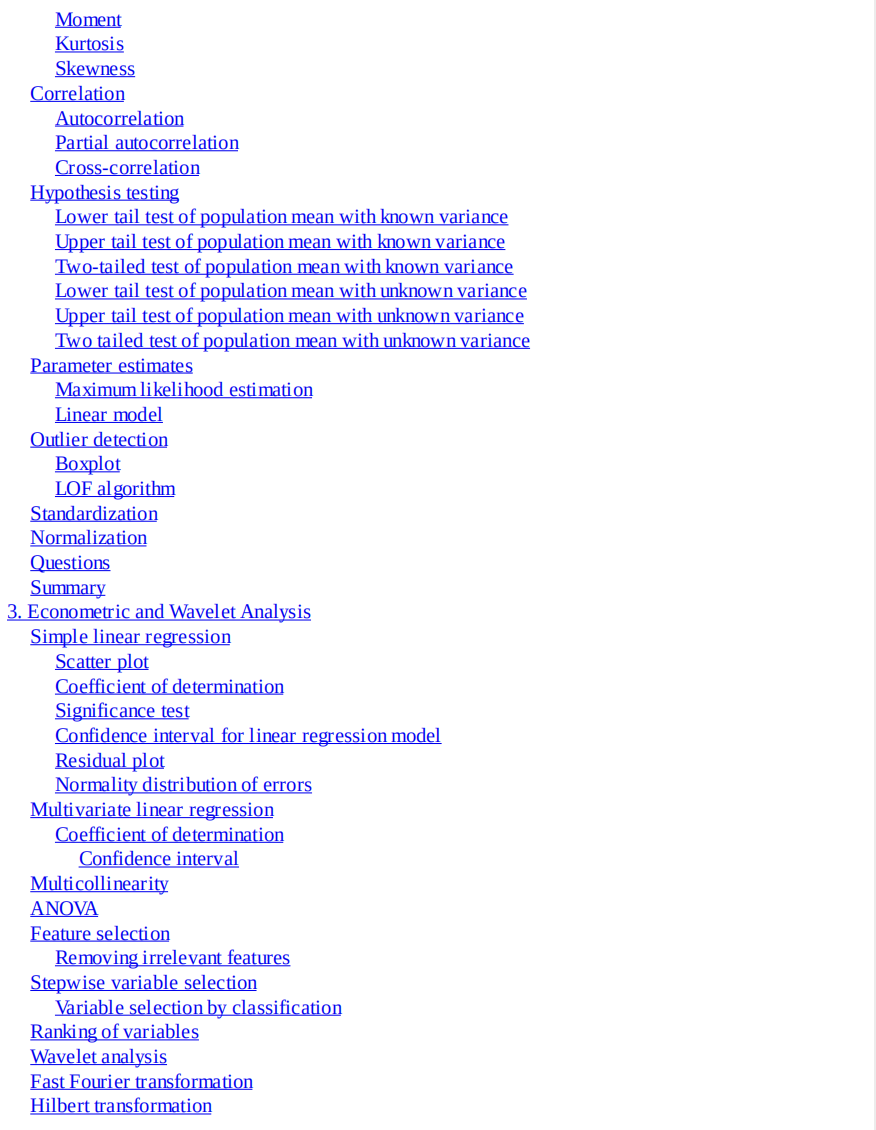 Moment
Kurtosis
Skewness
Correlation
Autocorrelation
Partial autocorrelation
Cross-correlation
Hypothesis testing
Lower tail test of population mean with known variance
Upper tail test of population mean with known variance
Two-tailed test of population mean with known variance
Lower tail test of population mean with unknown variance
Upper tail test of population mean with unknown variance
Two tailed test of population mean with unknown variance
Parameter estimates
Maximum likelihood estimation
Linear model
Outlier detection
Boxplot
LOF algorithm
Standardization
Normalization
Questions
Summary
3. Econometric and Wavelet Analysis
Simple linear regression
Scatter plot
Coefficient of determination
Significance test
Confidence interval for linear regression model
Residual plot
Normality distribution of errors
Multivariate linear regression
Coefficient of determination
Confidence interval
Multicollinearity
ANOVA
Feature selection
Removing irrelevant features
Stepwise variable selection
Variable selection by classification
Ranking of variables
Wavelet analysis
Fast Fourier transformation
Hilbert transformation